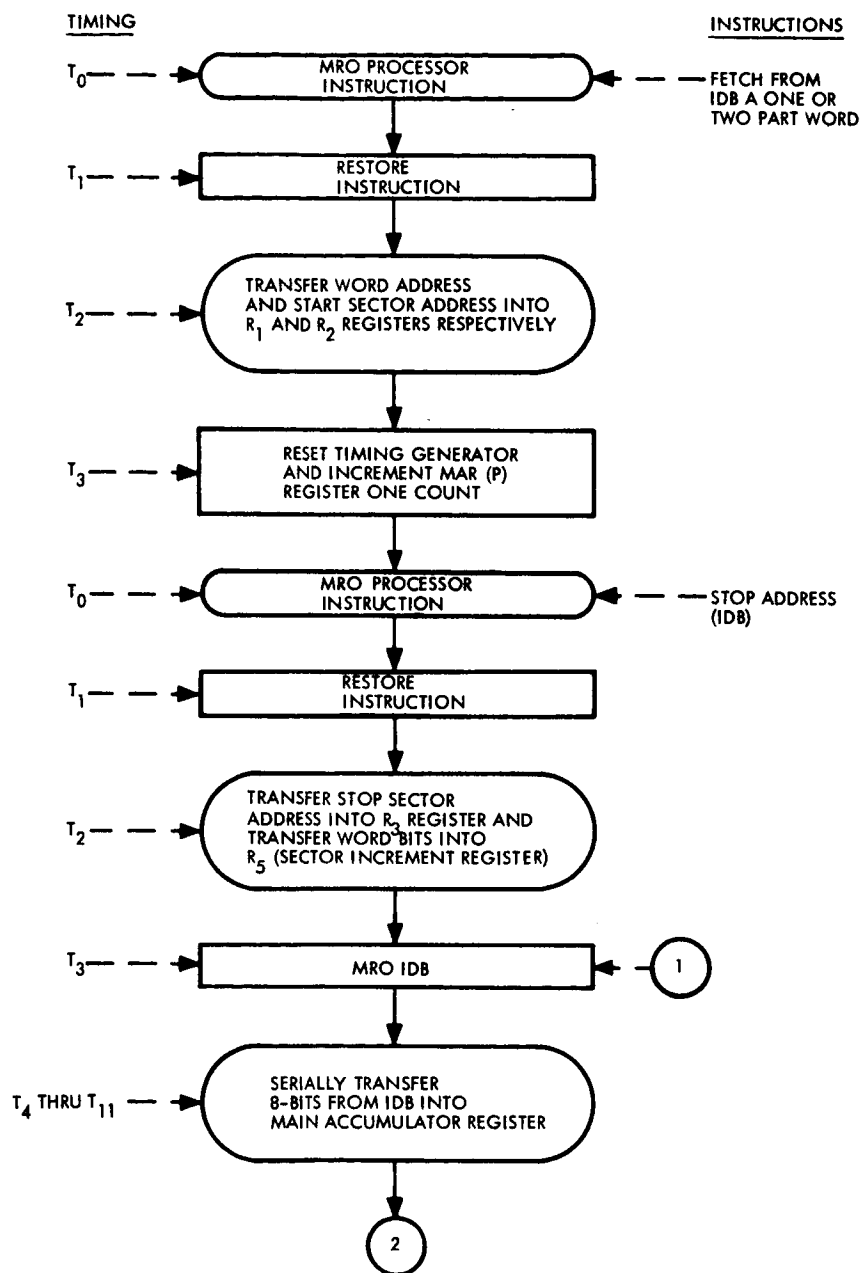 TIMING
INSTRUCTIONS
T0
MRO PROCESSOR
INSTRUCTION
FETCH FROM
IDB A ONE OR
TWO PART WORD
T1
RESTORE
INSTRUCTION
T2
TRANSFER WORD ADDRESS
AND START SECTOR ADDRESS INTO
R1 AND R2 REGISTERS RESPECTIVELY
T3
RESET TIMING GENERATOR
AND INCREMENT MAR (P)
REGISTER ONE COUNT
T0
MRO PROCESSOR
INSTRUCTION
STOP ADDRESS
(IDB)
T1
RESTORE
INSTRUCTION
T2
TRANSFER STOP SECTOR
ADDRESS INTO R3 REGISTER AND
TRANSFER WORD BITS INTO
R5 (SECTOR INCREMENT REGISTER)
T3
MRO IDB
1
T4 THRU T11
SERIALLY TRANSFER
8-BITS FROM IDB INTO
MAIN ACCUMULATOR REGISTER
2